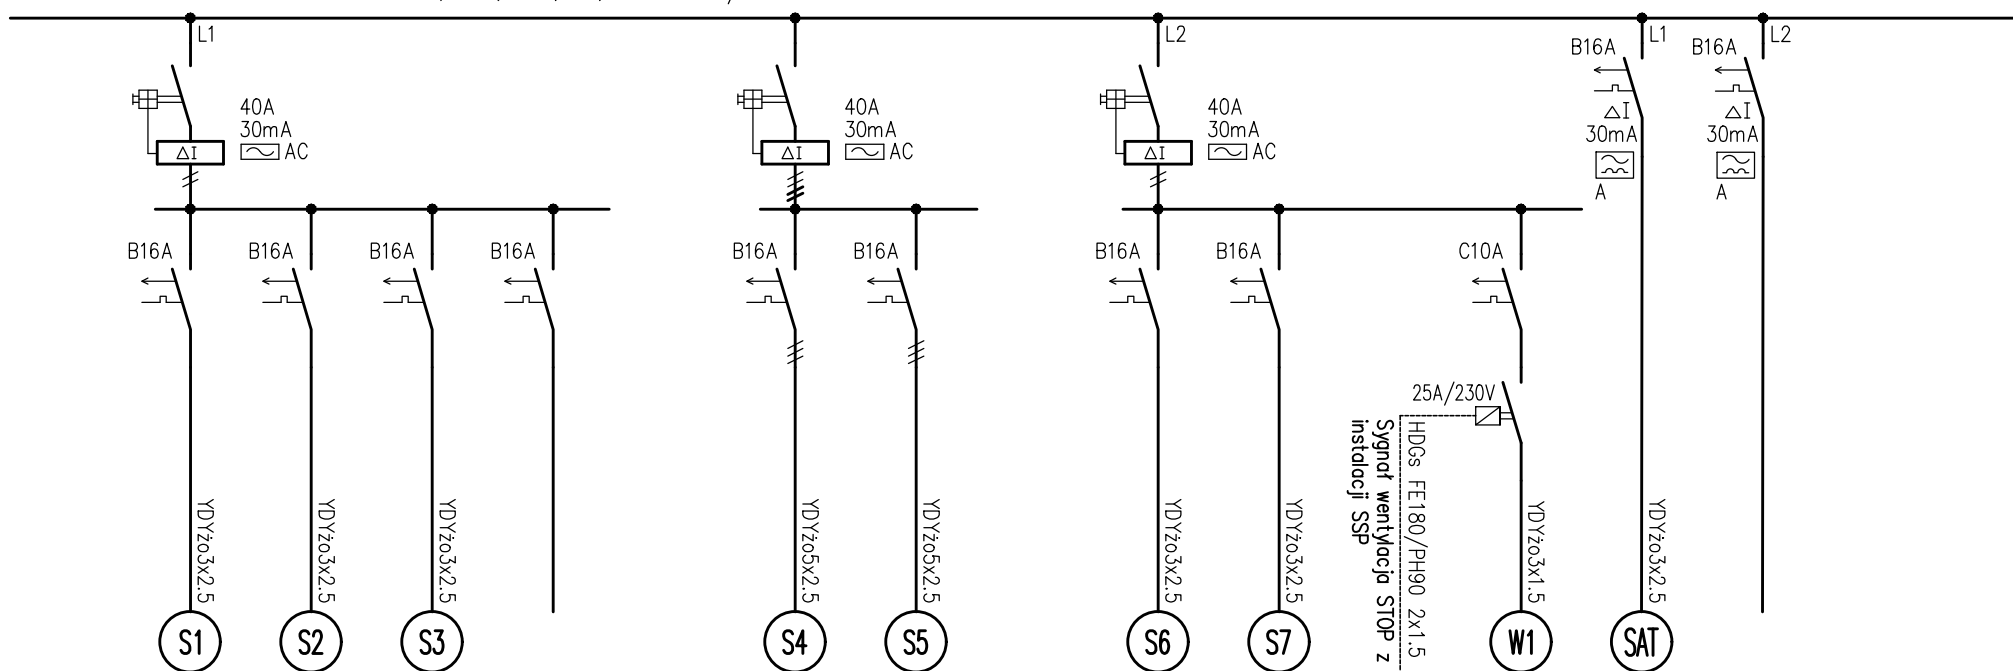 L1
L2
L1
L2
B16A
B16A
40A
30mA
AC
40A
30mA
AC
40A
30mA
AC
ΔI
30mA
A
ΔI
30mA
A
ΔI
ΔI
ΔI
B16A
B16A
B16A
B16A
B16A
B16A
B16A
B16A
C10A
25A/230V
HDGs FE180/PH90 2x1.5
Sygnał wentylacja STOP z
instalacji SSP
YDYżo3x2.5
YDYżo3x2.5
YDYżo3x2.5
YDYżo5x2.5
YDYżo5x2.5
YDYżo3x2.5
YDYżo3x2.5
YDYżo3x1.5
YDYżo3x2.5
S1
S2
S3
S4
S5
S6
S7
W1
SAT